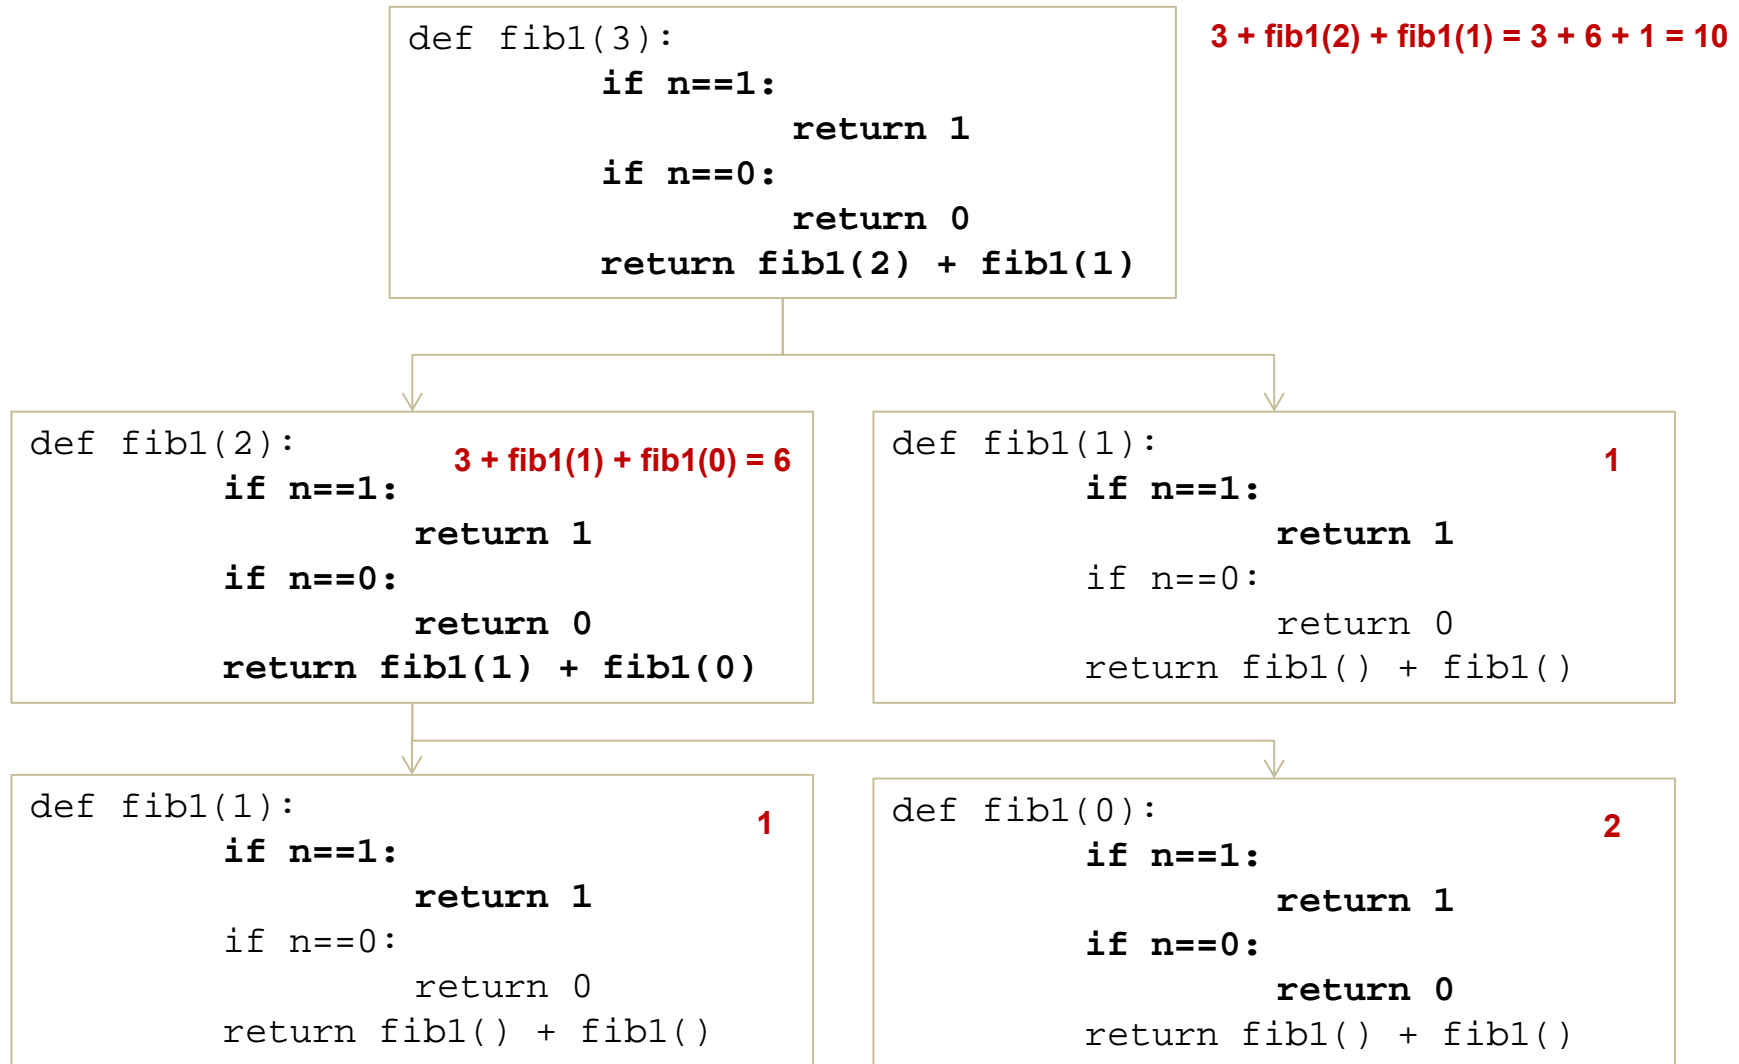 def fib1(3):
if n==1:
return 1
if n==0:
return 0
return fib1(2) + fib1(1)
3 + fib1(2) + fib1(1) = 3 + 6 + 1 = 10
def fib1(2):
3 + fib1(1) + fib1(0) = 6
if n==1:
return 1
if n==0:
return 0
return fib1(1) + fib1(0)
def fib1(1):
1
if n==1:
return 1
if n==0:
return 0
return fib1() + fib1()
def fib1(1):
1
if n==1:
return 1
if n==0:
return 0
return fib1() + fib1()
def fib1(0):
2
if n==1:
return 1
if n==0:
return 0
return fib1() + fib1()